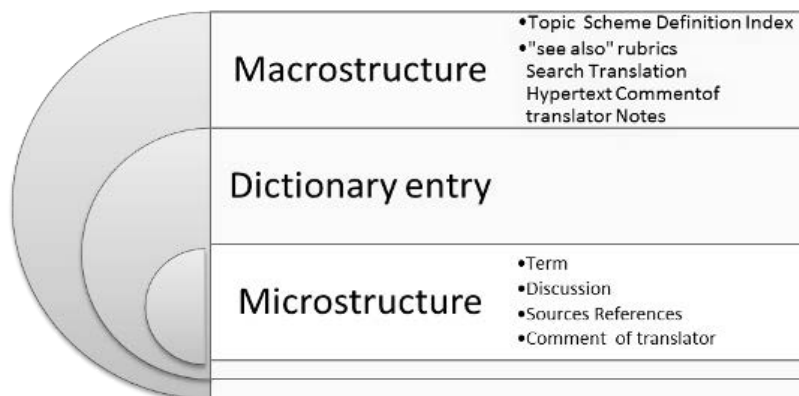 Macrostructure
•Topic Scheme Definition Index
•"see also" rubrics
Search Translation
Hypertext Commentof
translator Notes
Dictionary entry
Microstructure
•Term
•Discussion
•Sources References
•Comment of translator